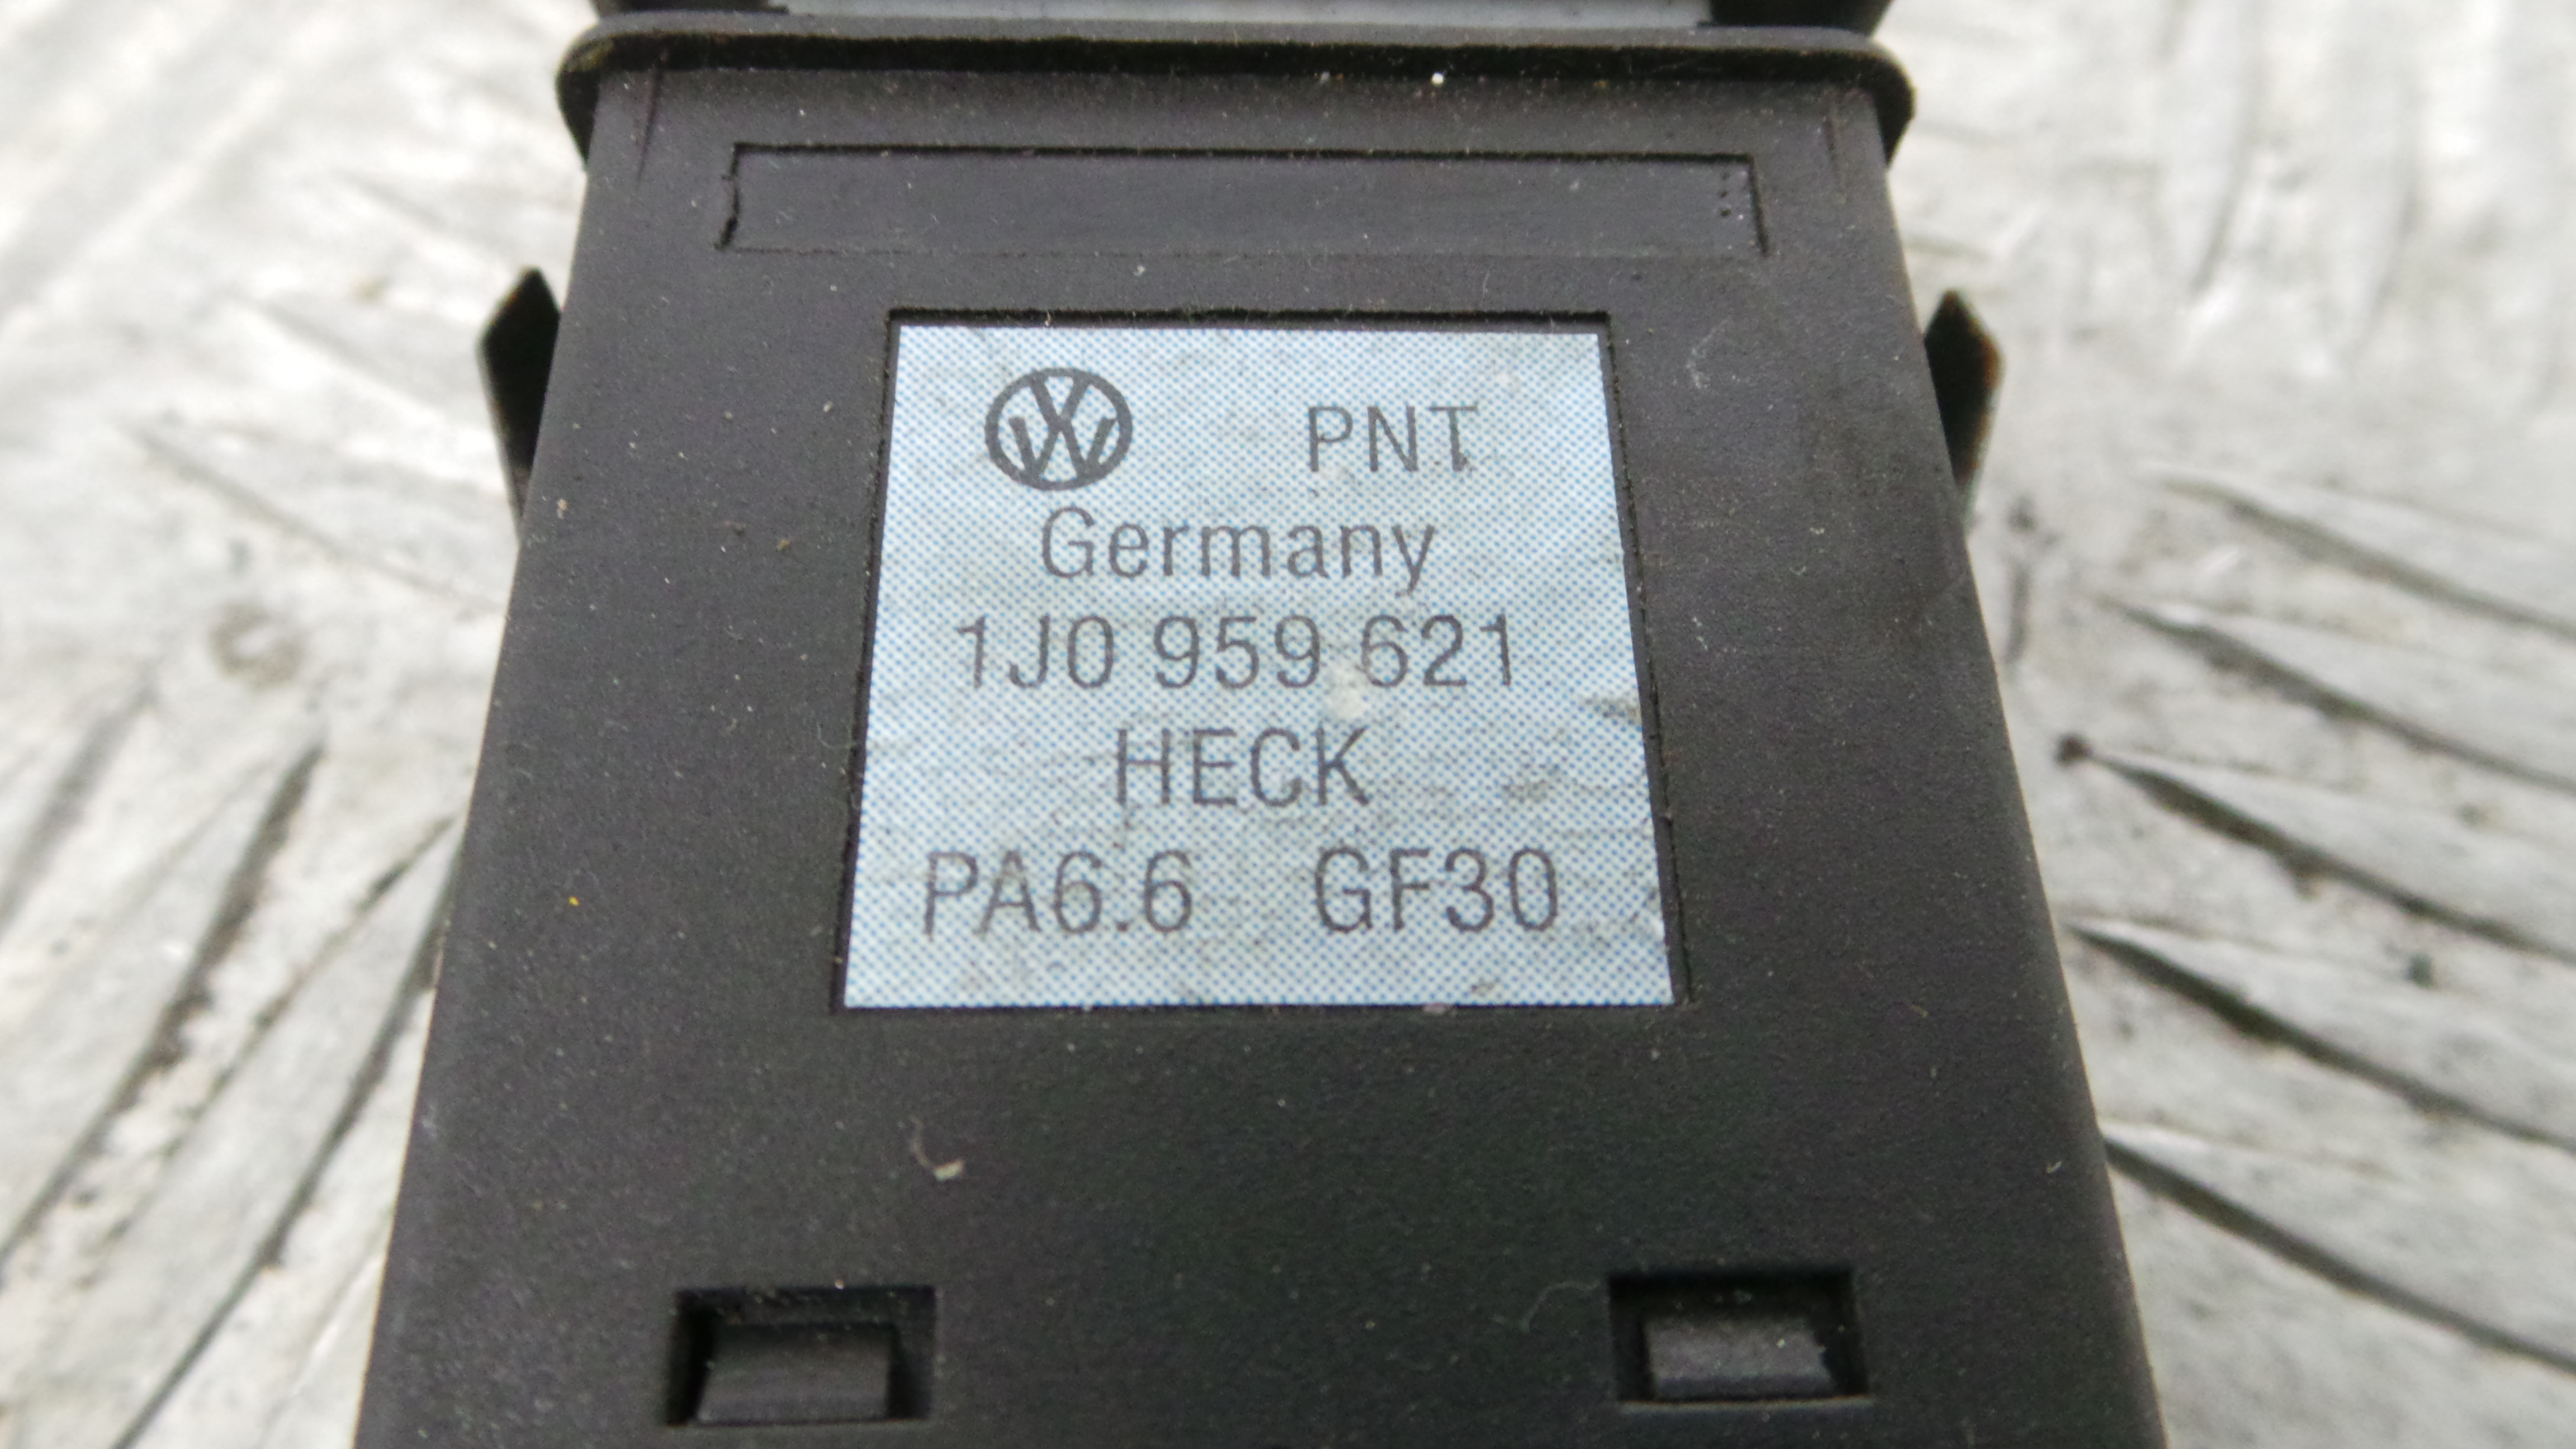 PNT
Germany
1J0 959 621
HECK
PA6.6 GF30